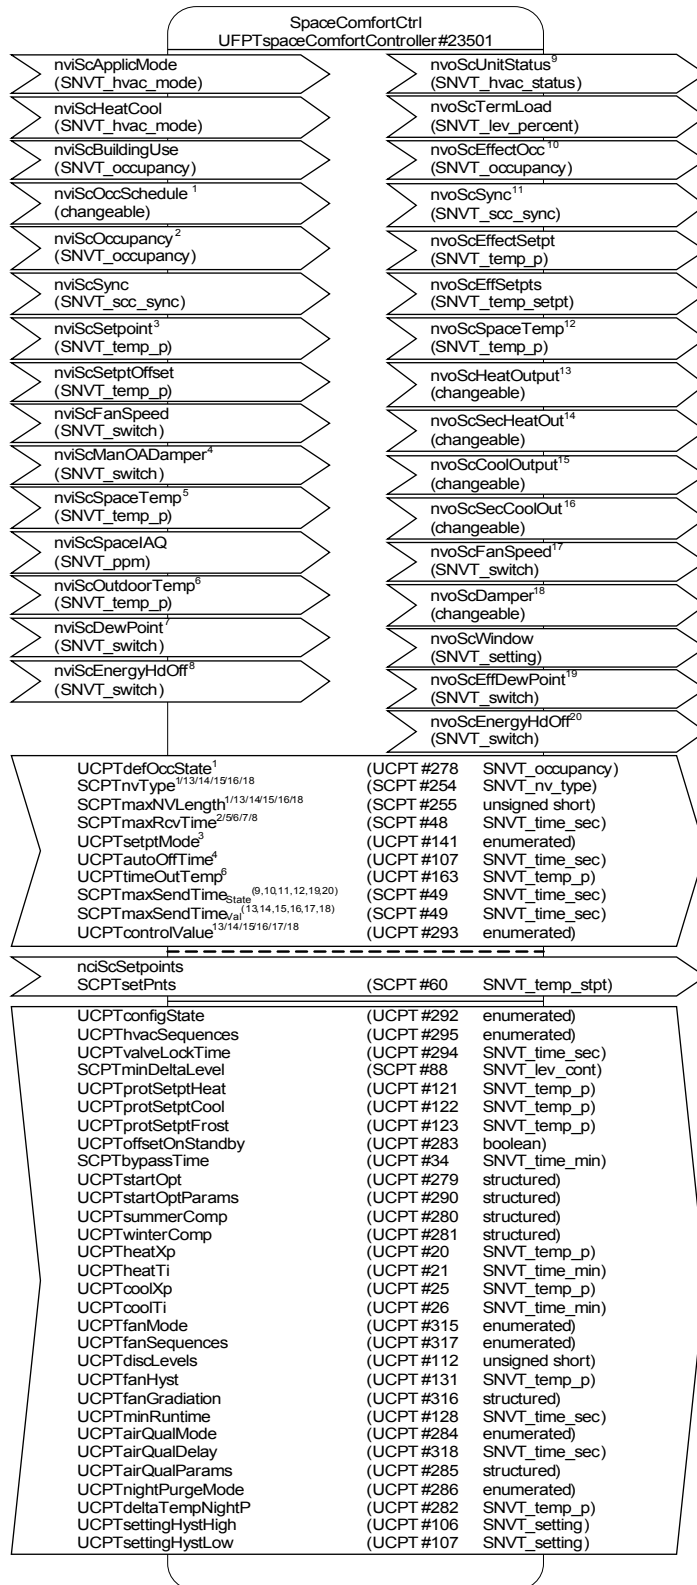 SpaceComfortCtrl
UFPTspaceComfortController#23501
nviScApplicMode
(SNVT_hvac_mode)
nviScHeatCool
(SNVT_hvac_mode)
nviScBuildingUse
(SNVT_occupancy)
nviScOccSchedule 1
(changeable)
nviScOccupancy2
(SNVT_occupancy)
nviScSync
(SNVT_scc_sync)
nviScSetpoint3
(SNVT_temp_p)
nviScSetptOffset
(SNVT_temp_p)
nviScFanSpeed
(SNVT_switch)
nviScManOADamper4
(SNVT_switch)
nviScSpaceTemp5
(SNVT_temp_p)
nviScSpaceIAQ
(SNVT_ppm)
nviScOutdoorTemp6
(SNVT_temp_p)
nviScDewPoint7
(SNVT_switch)
nviScEnergyHdOff8
(SNVT_switch)
nvoScUnitStatus9
(SNVT_hvac_status)
nvoScTermLoad
(SNVT_lev_percent)
nvoScEffectOcc10
(SNVT_occupancy)
nvoScSync11
(SNVT_scc_sync)
nvoScEffectSetpt
(SNVT_temp_p)
nvoScEffSetpts
(SNVT_temp_setpt)
nvoScSpaceTemp12
(SNVT_temp_p)
nvoScHeatOutput13
(changeable)
nvoScSecHeatOut14
(changeable)
nvoScCoolOutput15
(changeable)
nvoScSecCoolOut16
(changeable)
nvoScFanSpeed17
(SNVT_switch)
nvoScDamper18
(changeable)
nvoScWindow
(SNVT_setting)
nvoScEffDewPoint19
(SNVT_switch)
nvoScEnergyHdOff20
(SNVT_switch)
UCPTdefOccState1 (UCPT#278 SNVT_occupancy)
SCPTnvType1/13/14/15/16/18 (SCPT#254 SNVT_nv_type)
SCPTmaxNVLength1/13/14/15/16/18 (SCPT#255 unsigned short)
SCPTmaxRcvTime2/5/6/7/8 (SCPT#48 SNVT_time_sec)
UCPTsetptMode3 (UCPT#141 enumerated)
UCPTautoOffTime4 (UCPT#107 SNVT_time_sec)
UCPTtimeOutTemp6 (UCPT#163 SNVT_temp_p)
SCPTmaxSendTimeState(9,10,11,12,19,20) (SCPT#49 SNVT_time_sec)
SCPTmaxSendTimeVal(13,14,15,16,17,18) (SCPT#49 SNVT_time_sec)
UCPTcontrolValue13/14/15/16/17/18 (UCPT#293 enumerated)
nciScSetpoints
SCPTsetPnts (SCPT#60 SNVT_temp_stpt)
UCPTconfigState (UCPT#292 enumerated)
UCPThvacSequences (UCPT#295 enumerated)
UCPTvalveLockTime (UCPT#294 SNVT_time_sec)
SCPTminDeltaLevel (SCPT#88 SNVT_lev_cont)
UCPTprotSetptHeat (UCPT#121 SNVT_temp_p)
UCPTprotSetptCool (UCPT#122 SNVT_temp_p)
UCPTprotSetptFrost (UCPT#123 SNVT_temp_p)
UCPToffsetOnStandby (UCPT#283 boolean)
SCPTbypassTime (UCPT#34 SNVT_time_min)
UCPTstartOpt (UCPT#279 structured)
UCPTstartOptParams (UCPT#290 structured)
UCPTsummerComp (UCPT#280 structured)
UCPTwinterComp (UCPT#281 structured)
UCPTheatXp (UCPT#20 SNVT_temp_p)
UCPTheatTi (UCPT#21 SNVT_time_min)
UCPTcoolXp (UCPT#25 SNVT_temp_p)
UCPTcoolTi (UCPT#26 SNVT_time_min)
UCPTfanMode (UCPT#315 enumerated)
UCPTfanSequences (UCPT#317 enumerated)
UCPTdiscLevels (UCPT#112 unsigned short)
UCPTfanHyst (UCPT#131 SNVT_temp_p)
UCPTfanGradiation (UCPT#316 structured)
UCPTminRuntime (UCPT#128 SNVT_time_sec)
UCPTairQualMode (UCPT#284 enumerated)
UCPTairQualDelay (UCPT#318 SNVT_time_sec)
UCPTairQualParams (UCPT#285 structured)
UCPTnightPurgeMode (UCPT#286 enumerated)
UCPTdeltaTempNightP (UCPT#282 SNVT_temp_p)
UCPTsettingHystHigh (UCPT#106 SNVT_setting)
UCPTsettingHystLow (UCPT#107 SNVT_setting)